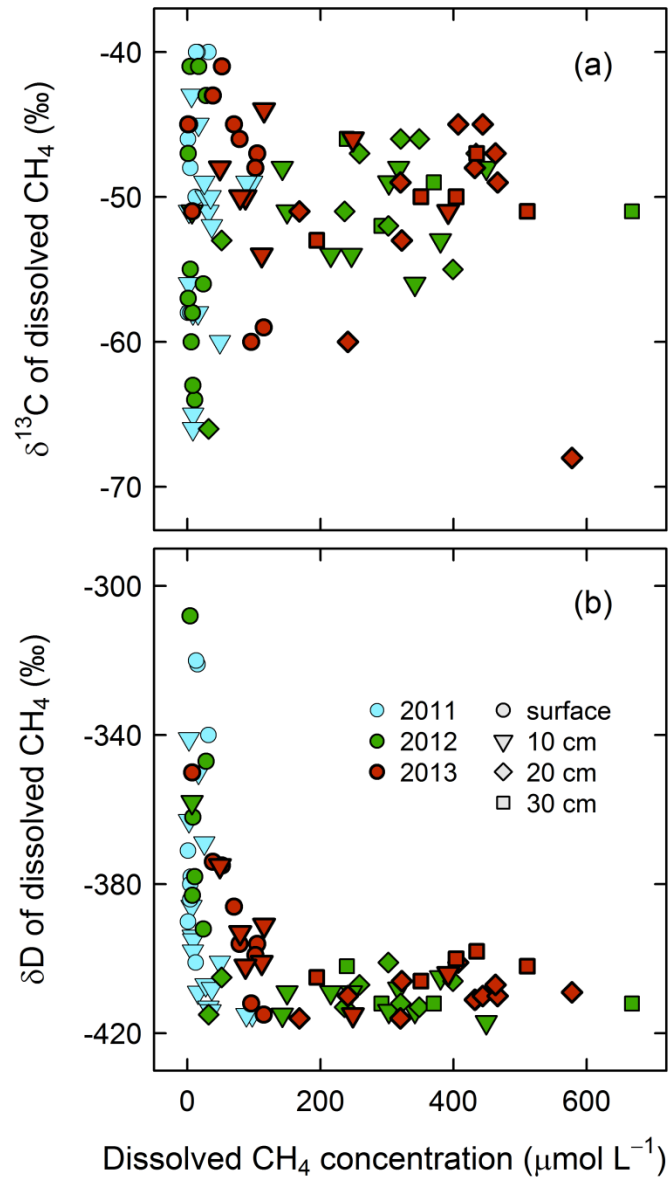 (a)
δ¹³C of dissolved CH₄ (‰)
-40
-50
-60
-70
(b)
δD of dissolved CH₄ (‰)
-300
-340
-380
-420
2011
2012
2013
surface
10 cm
20 cm
30 cm
0
200
400
600
Dissolved CH₄ concentration (μmol L⁻¹)